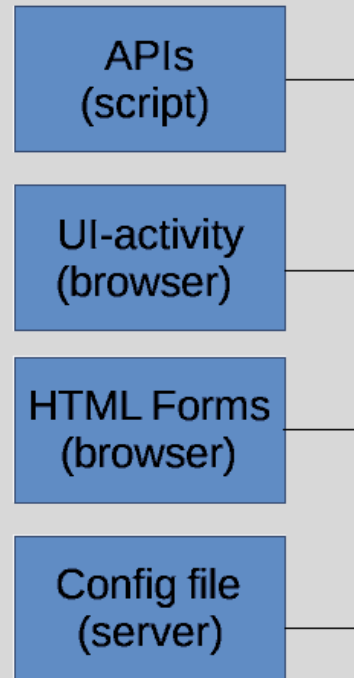 APIs
(script)
UI-activity
(browser)
HTML Forms
(browser)
Config file
(server)